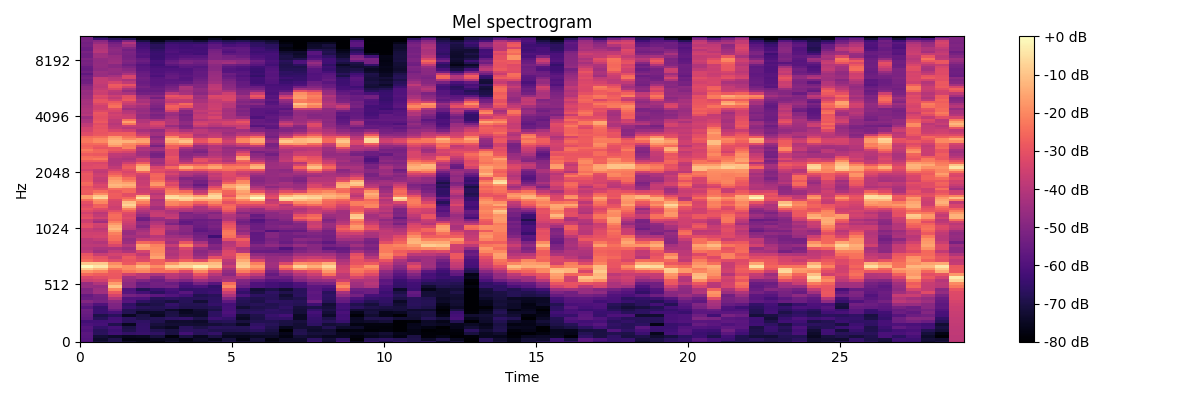 Mel spectrogram
8192
4096
2048
1024
512
0
Hz
0 5 10 15 20 25
Time
+0 dB
-10 dB
-20 dB
-30 dB
-40 dB
-50 dB
-60 dB
-70 dB
-80 dB